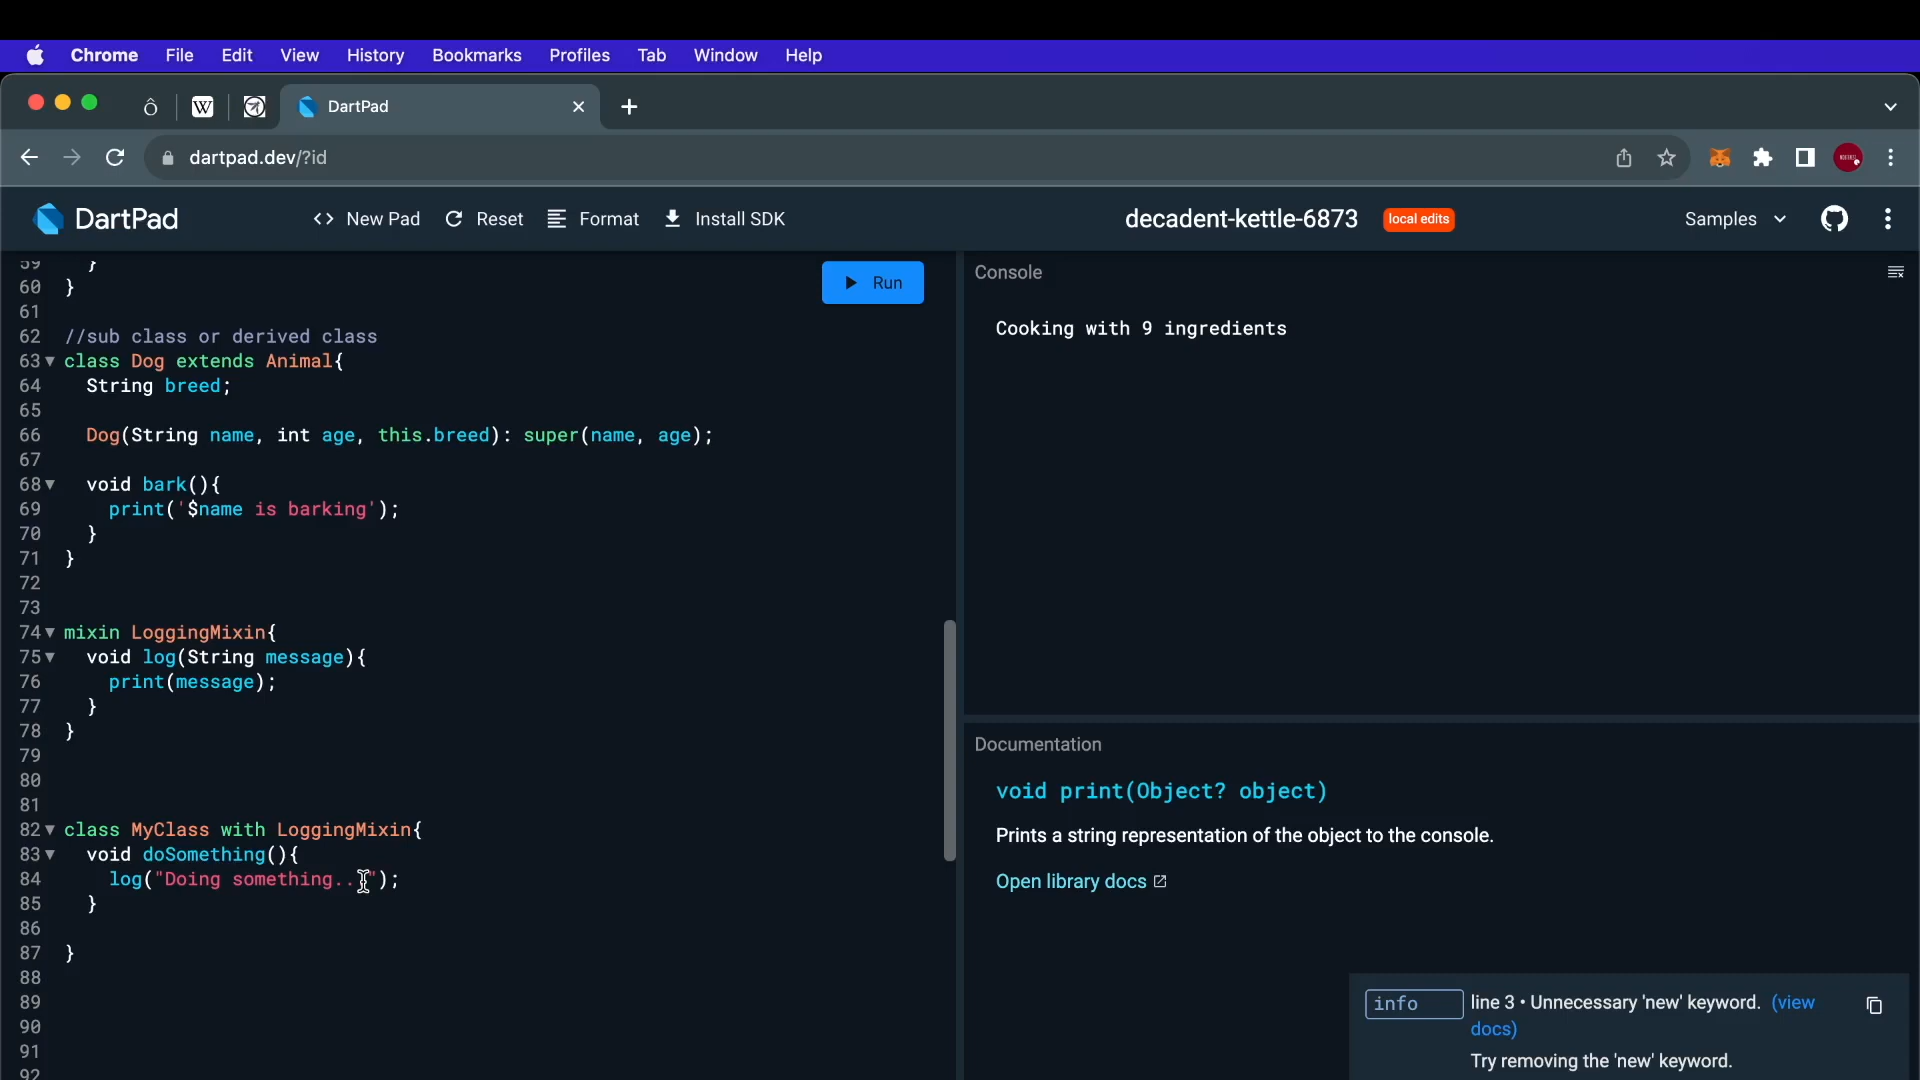 Chrome File Edit View History Bookmarks Profiles Tab Window Help
W DartPad
dartpad.dev/?id
DartPad <> New Pad Reset Format Install SDK decadent-kettle-6873 local edits Samples
59 }
60 }
61
62 //sub class or derived class
63 class Dog extends Animal{
64 String breed;
65
66 Dog(String name, int age, this.breed): super(name, age);
67
68 void bark(){
69 print('$name is barking');
70 }
71 }
72
73
74 mixin LoggingMixin{
75 void log(String message){
76 print(message);
77 }
78 }
79
80
81
82 class MyClass with LoggingMixin{
83 void doSomething(){
84 log("Doing something..");
85 }
86
87 }
88
89
90
91
92
Run
Console
Cooking with 9 ingredients
Documentation
void print(Object? object)
Prints a string representation of the object to the console.
Open library docs
info line 3 • Unnecessary 'new' keyword. (view
docs)
Try removing the 'new' keyword.